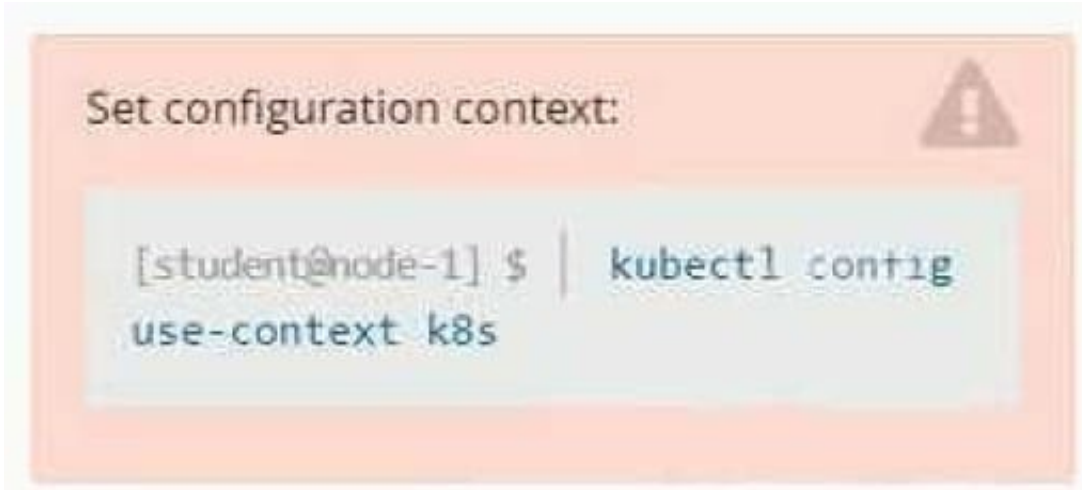 Set configuration context:
[student@node-1] $ | kubectl config
use-context k8s